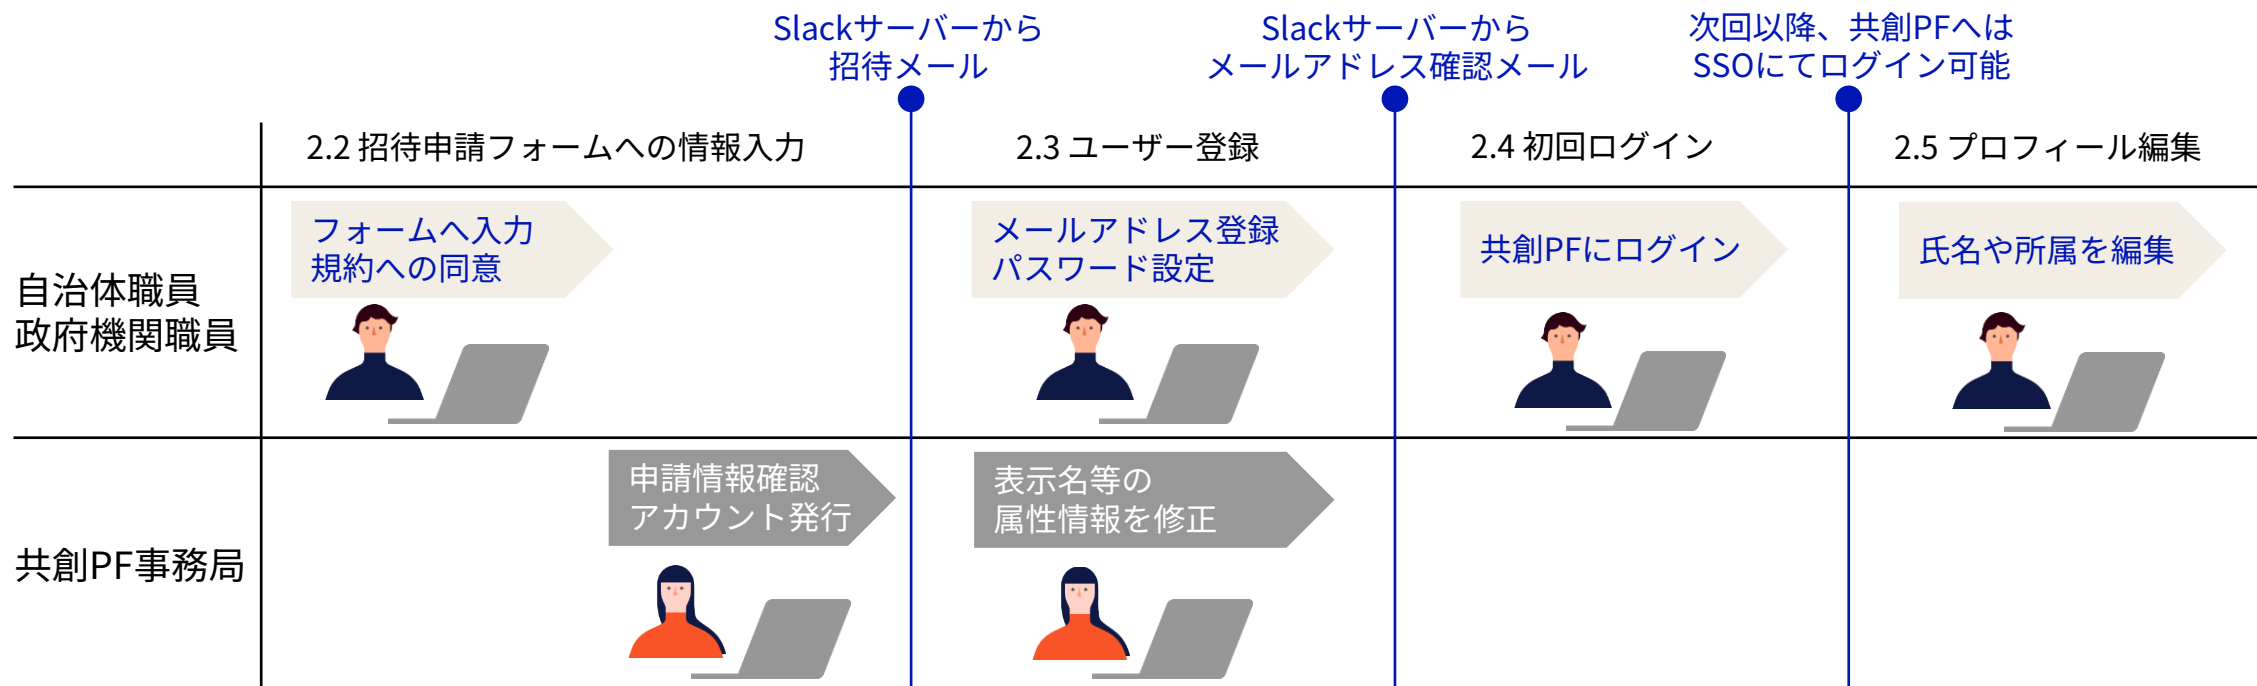 Slackサーバーから
招待メール
Slackサーバーから
メールアドレス確認メール
次回以降、共創PFへは
SSOにてログイン可能
2.2 招待申請フォームへの情報入力
2.3 ユーザー登録
2.4 初回ログイン
2.5 プロフィール編集
自治体職員
政府機関職員
フォームへ入力
規約への同意
メールアドレス登録
パスワード設定
共創PFにログイン
氏名や所属を編集
共創PF事務局
申請情報確認
アカウント発行
表示名等の
属性情報を修正